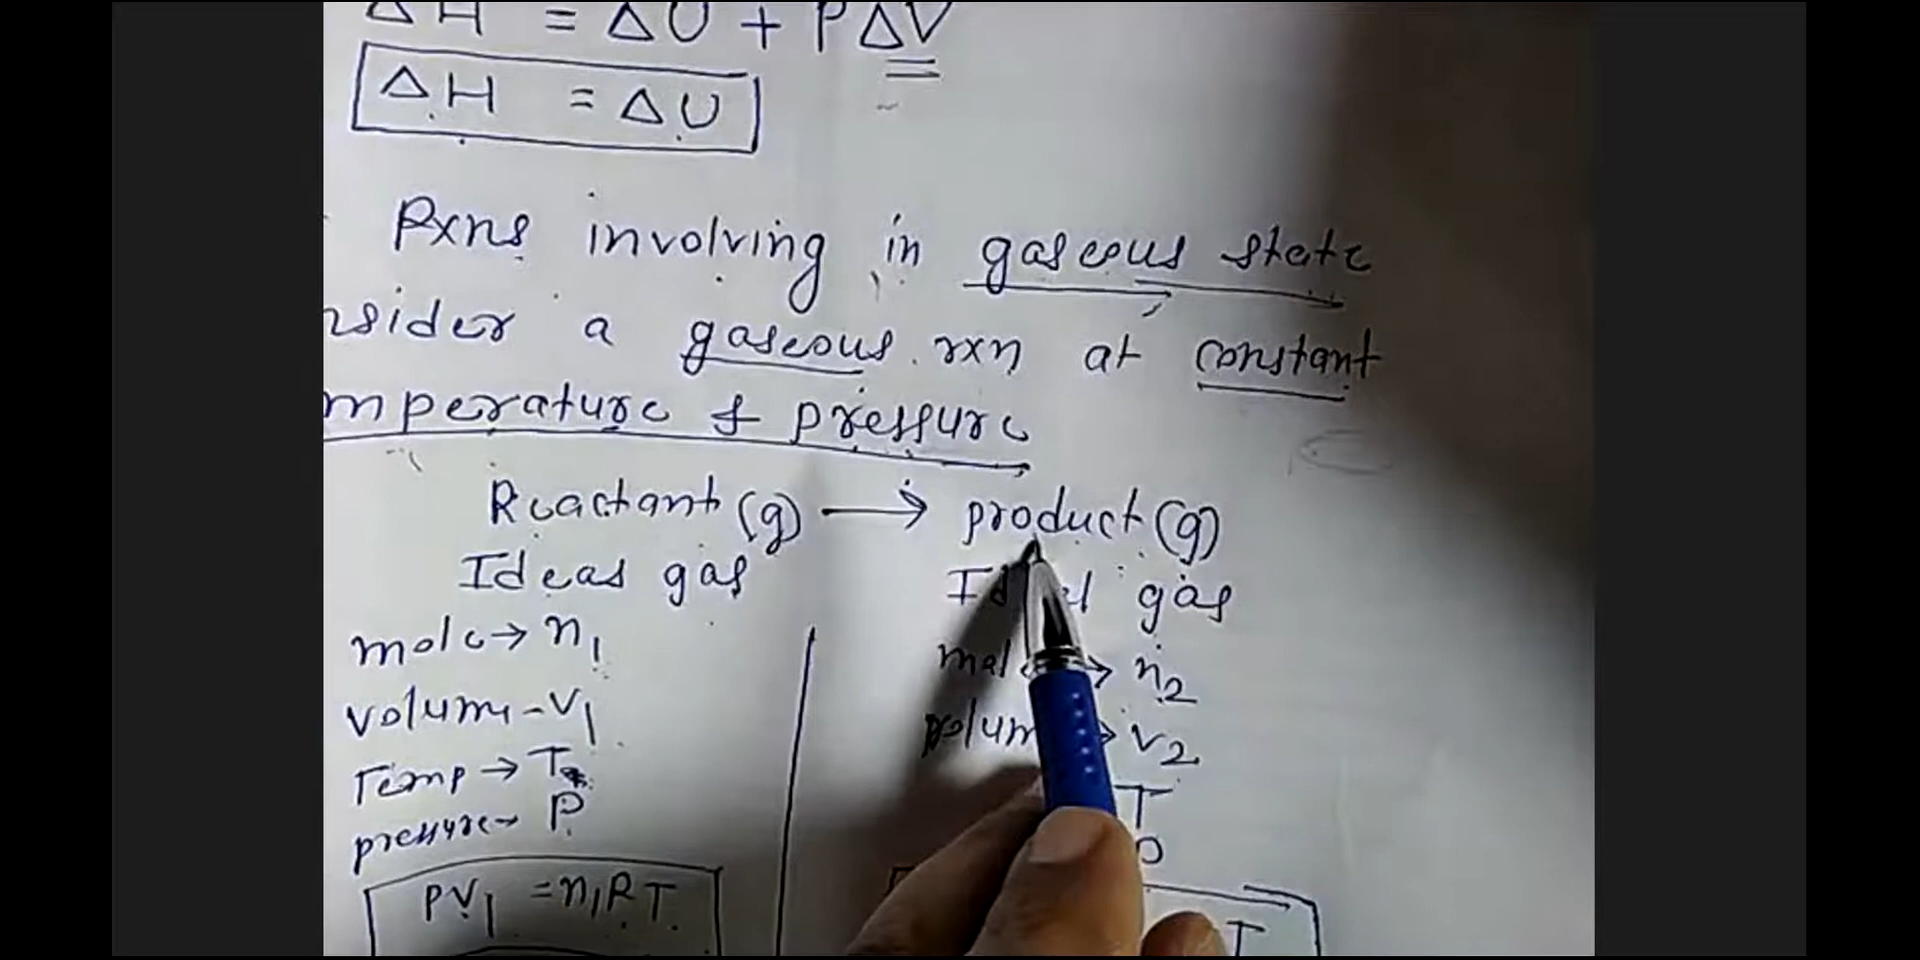 ΔH = ΔU + PΔV
ΔH = ΔU
Rxns involving in gaseous state
nsider a gaseous rxn at constant
mperature & pressure
Reactant (g) → product (g)
Ideas gas
gas
mole → n1
n2
volume - V1
→ V2
Temp → T
T
pressure → P
PV1 = n1RT
T